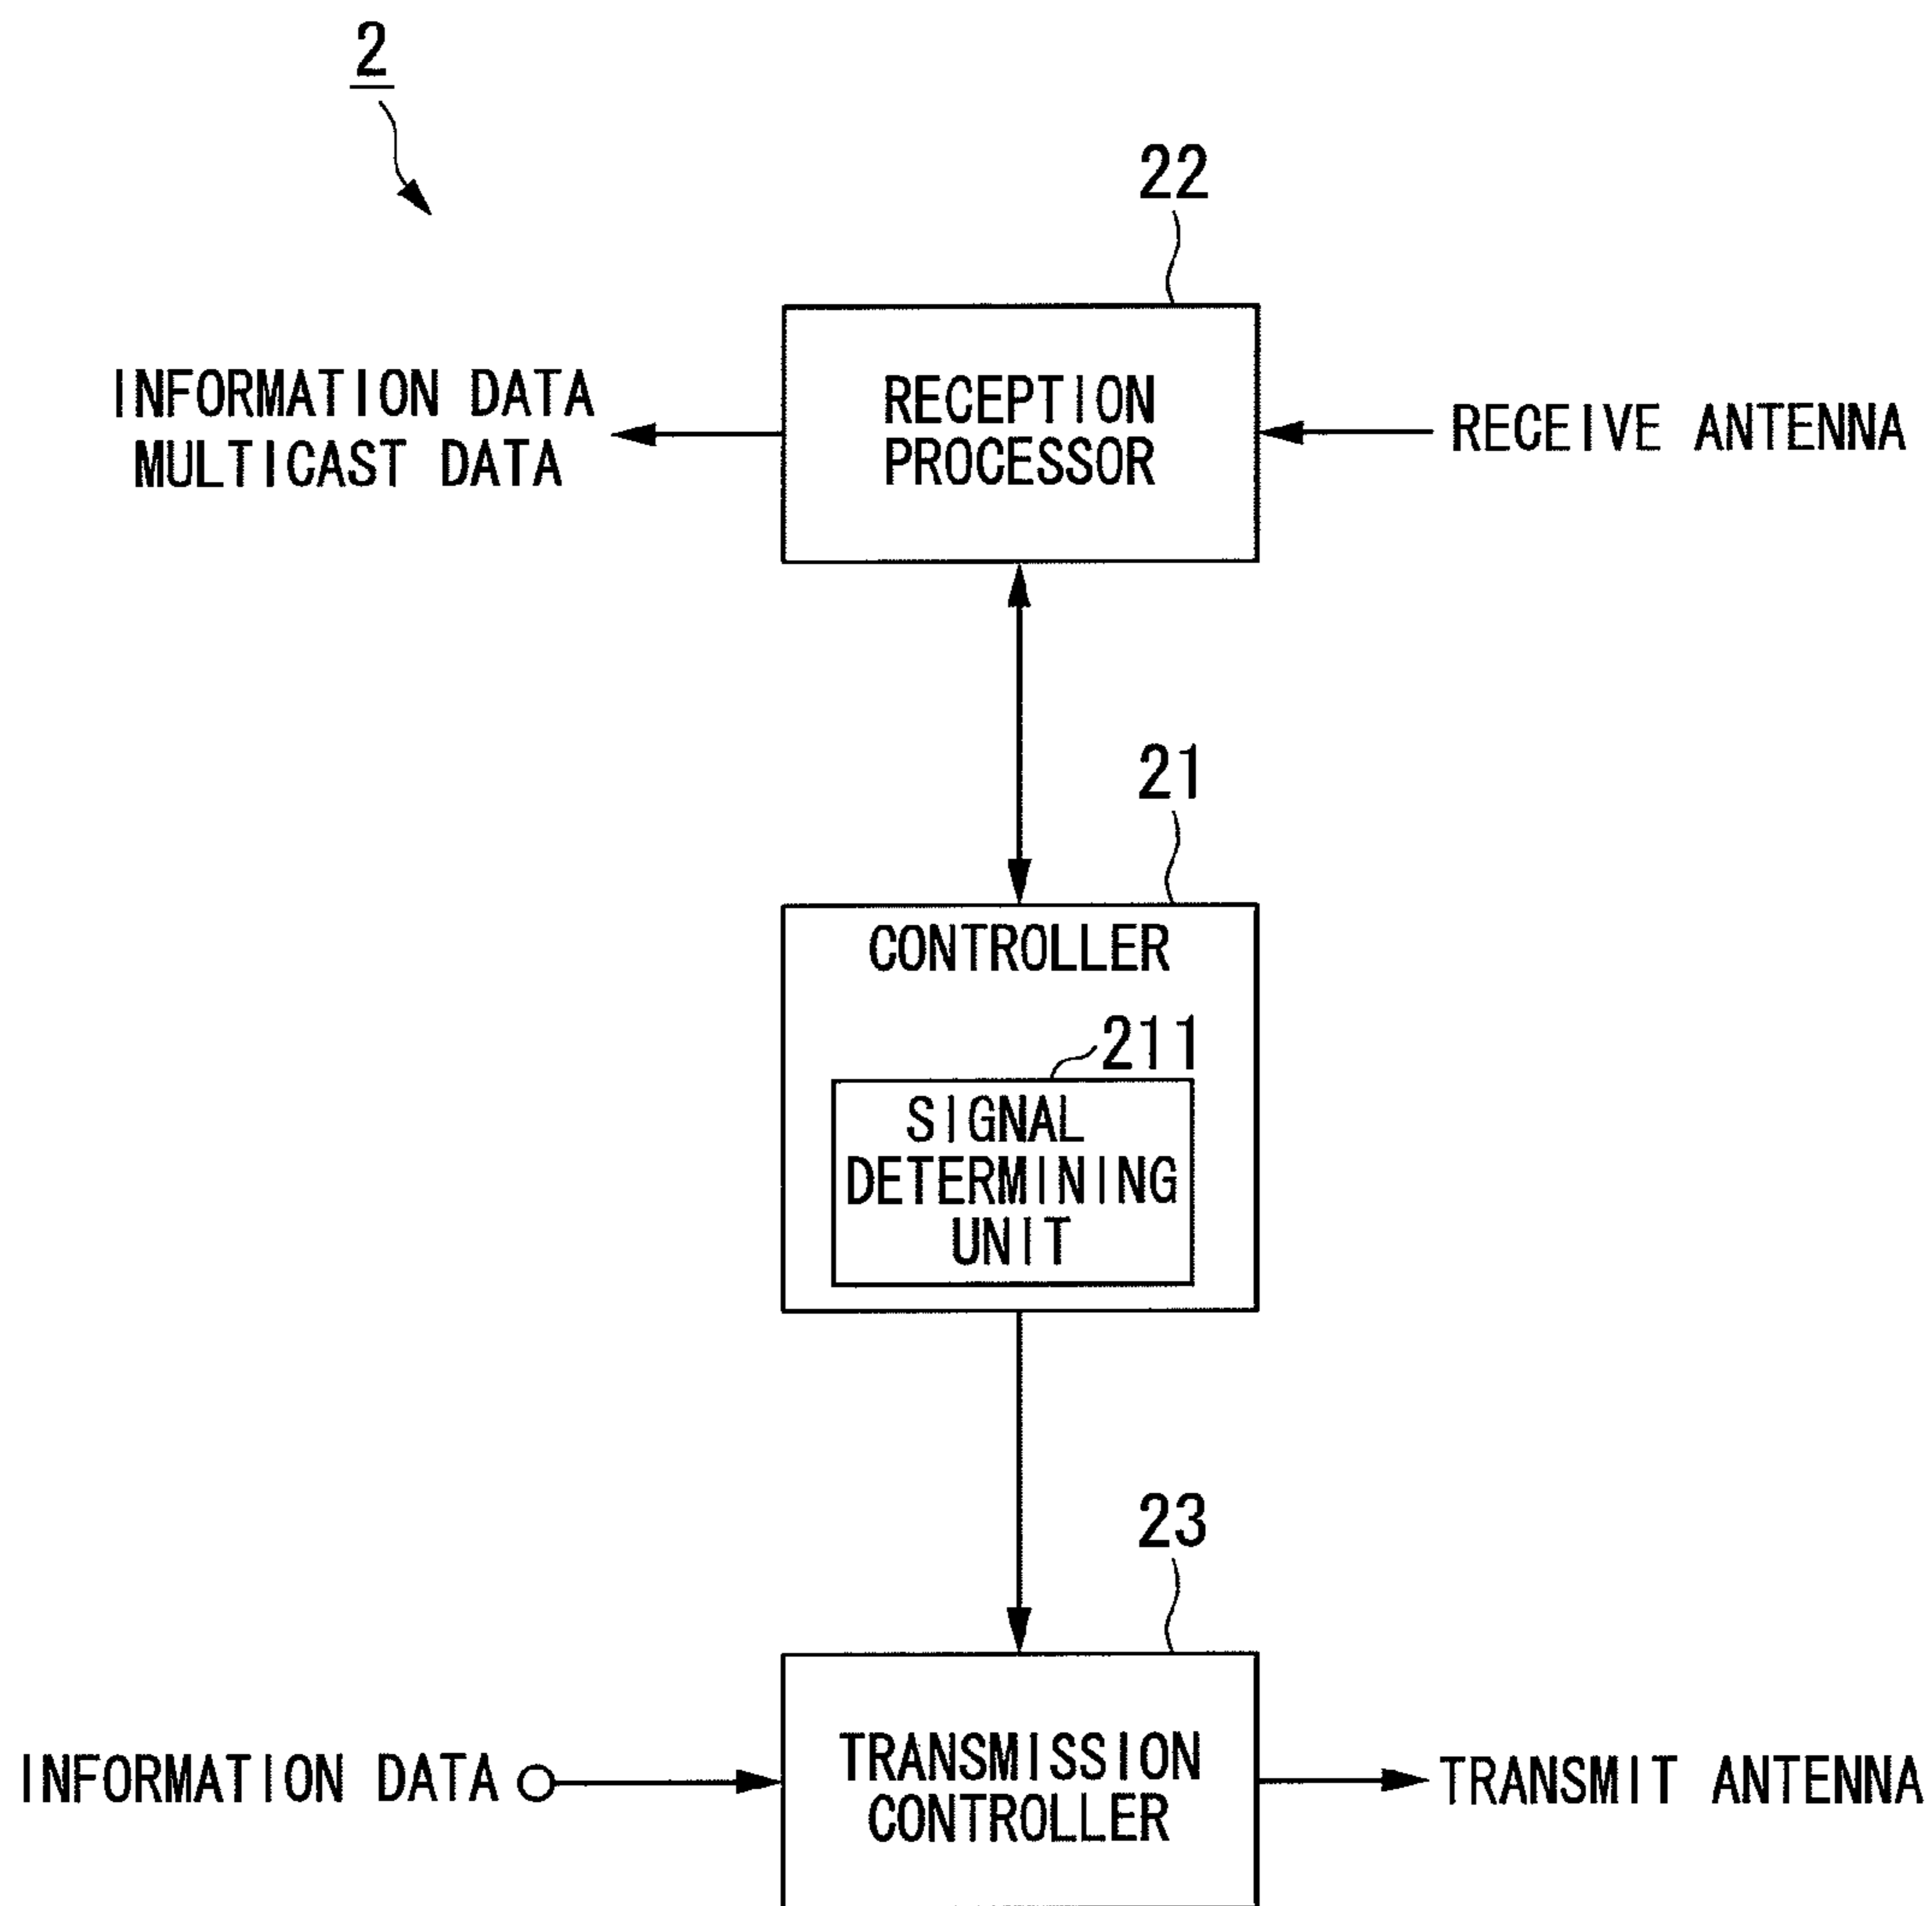 2
22
INFORMATION DATA
MULTICAST DATA
RECEPTION
PROCESSOR
RECEIVE ANTENNA
21
CONTROLLER
211
SIGNAL
DETERMINING
UNIT
23
INFORMATION DATA
TRANSMISSION
CONTROLLER
TRANSMIT ANTENNA